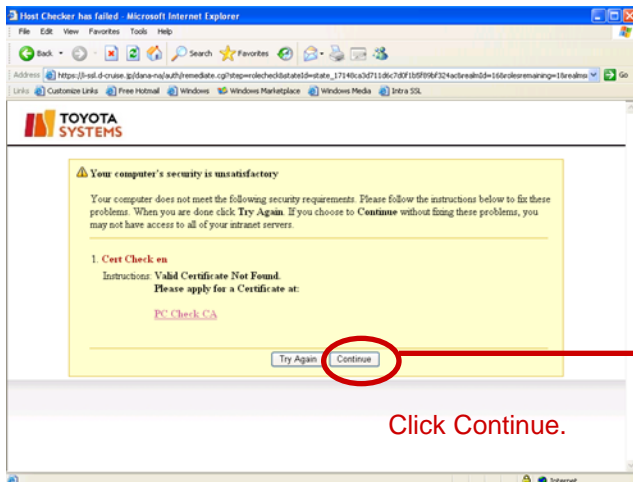 Host Checker has failed - Microsoft Internet Explorer
File Edit View Favorites Tools Help
Back Search Favorites
Address
Links Customize Links Free Hotmail Windows Windows Marketplace Windows Media Intra SSL
Go
TOYOTA
SYSTEMS
Your computer's security is unsatisfactory
Your computer does not meet the following security requirements. Please follow the instructions below to fix these
problems. When you are done click Try Again. If you choose to Continue without fixing these problems, you
may not have access to all of your intranet servers.
1. Cert Check en
Instructions: Valid Certificate Not Found.
Please apply for a Certificate at:
PC Check CA
Try Again Continue
Click Continue.
Internet